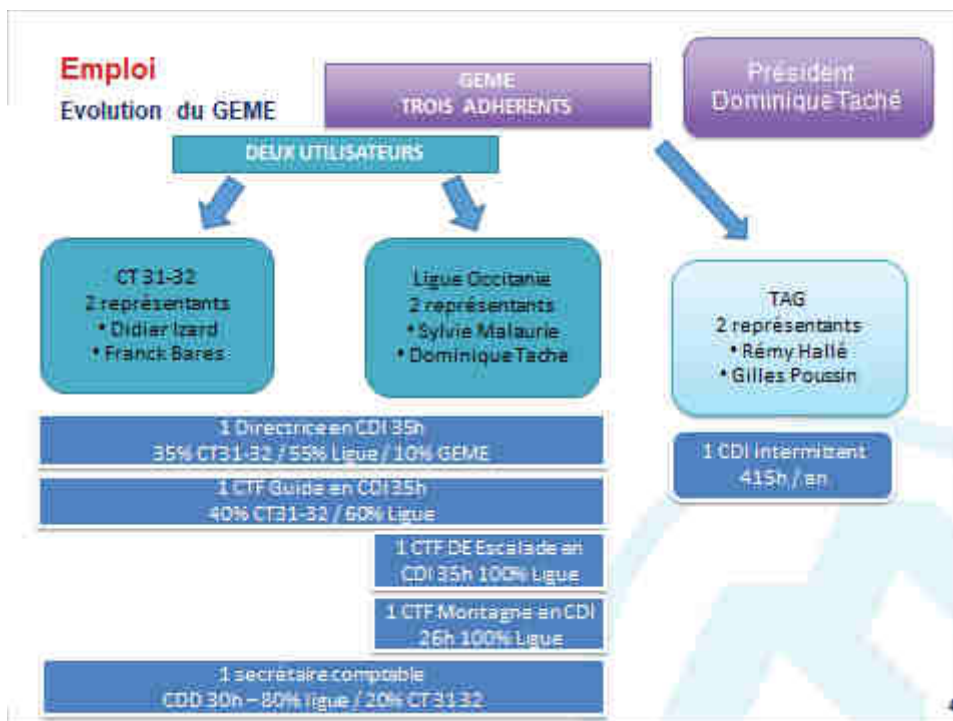 Emploi
Evolution du GEME
GEME
TROIS ADHERENTS
Président
Dominique Taché
DEUX UTILISATEURS
CT 31-32
2 représentants
• Didier Izard
• Franck Bares
Ligue Occitanie
2 représentants
• Sylvie Malaurie
• Dominique Tache
TAG
2 représentants
• Rémy Hallé
• Gilles Poussin
1 Directrice en CDI 35h
35% CT31-32 / 55% Ligue / 10% GEME
1 CDI intermittent
415h / an
1 CTF Guide en CDI 35h
40% CT31-32 / 60% Ligue
1 CTF DE Escalade en
CDI 35h 100% Ligue
1 CTF Montagne en CDI
26h 100% Ligue
1 secrétaire comptable
CDD 30h – 80% ligue / 20% CT 31 32